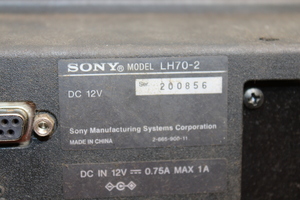 SONY® MODEL LH70-2
DC 12V
200856
Sony Manufacturing Systems Corporation
MADE IN CHINA
DC IN 12V 0.75A MAX 1A